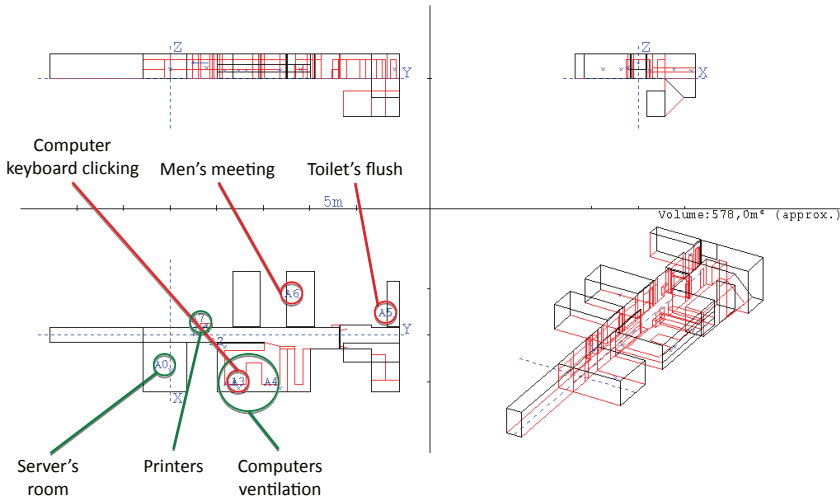 Z
Y
Z
X
Computer
keyboard clicking
Men's meeting
Toilet's flush
5m
Volume:578,0m³ (approx.)
A6
A5
Y
A2
A0
A3
A4
X
Server's
room
Printers
Computers
ventilation